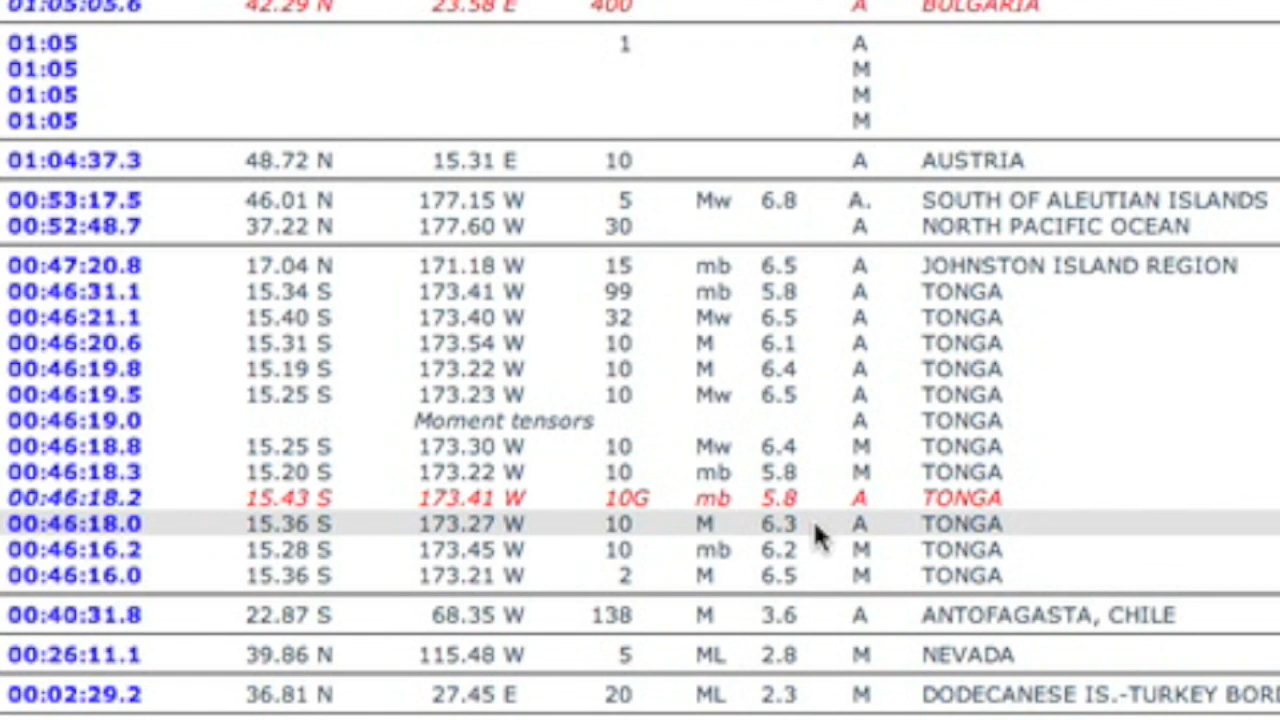 01:05:05.6 42.29 N 23.58 E 400 A BULGARIA
01:05 1 A
01:05 M
01:05 M
01:05 M
01:04:37.3 48.72 N 15.31 E 10 A AUSTRIA
00:53:17.5 46.01 N 177.15 W 5 Mw 6.8 A. SOUTH OF ALEUTIAN ISLANDS
00:52:48.7 37.22 N 177.60 W 30 A NORTH PACIFIC OCEAN
00:47:20.8 17.04 N 171.18 W 15 mb 6.5 A JOHNSTON ISLAND REGION
00:46:31.1 15.34 S 173.41 W 99 mb 5.8 A TONGA
00:46:21.1 15.40 S 173.40 W 32 Mw 6.5 A TONGA
00:46:20.6 15.31 S 173.54 W 10 M 6.1 A TONGA
00:46:19.8 15.19 S 173.22 W 10 M 6.4 A TONGA
00:46:19.5 15.25 S 173.23 W 10 Mw 6.5 A TONGA
00:46:19.0 Moment tensors A TONGA
00:46:18.8 15.25 S 173.30 W 10 Mw 6.4 M TONGA
00:46:18.3 15.20 S 173.22 W 10 mb 5.8 M TONGA
00:46:18.2 15.43 S 173.41 W 10G mb 5.8 A TONGA
00:46:18.0 15.36 S 173.27 W 10 M 6.3 A TONGA
00:46:16.2 15.28 S 173.45 W 10 mb 6.2 M TONGA
00:46:16.0 15.36 S 173.21 W 2 M 6.5 M TONGA
00:40:31.8 22.87 S 68.35 W 138 M 3.6 A ANTOFAGASTA, CHILE
00:26:11.1 39.86 N 115.48 W 5 ML 2.8 M NEVADA
00:02:29.2 36.81 N 27.45 E 20 ML 2.3 M DODECANESE IS.-TURKEY BORD